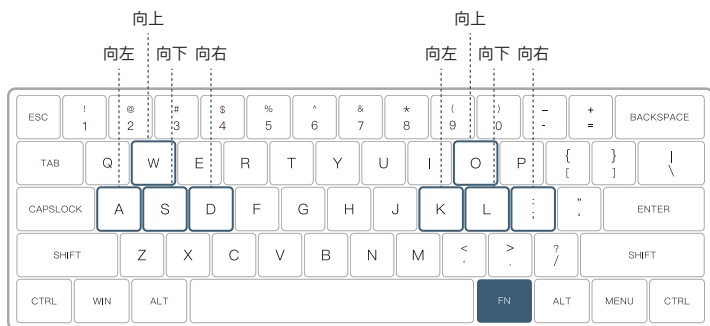 向上 向上
向左 向下 向右 向左 向下 向右
! @ # $ % ^ & * ( ) – +
ESC 1 2 3 4 5 6 7 8 9 0 - = BACKSPACE
TAB Q W E R T Y U I O P { [ } ] | \
CAPSLOCK A S D F G H J K L : ; " ‘ ENTER
SHIFT Z X C V B N M < ‘ > . ? / SHIFT
CTRL WIN ALT FN ALT MENU CTRL